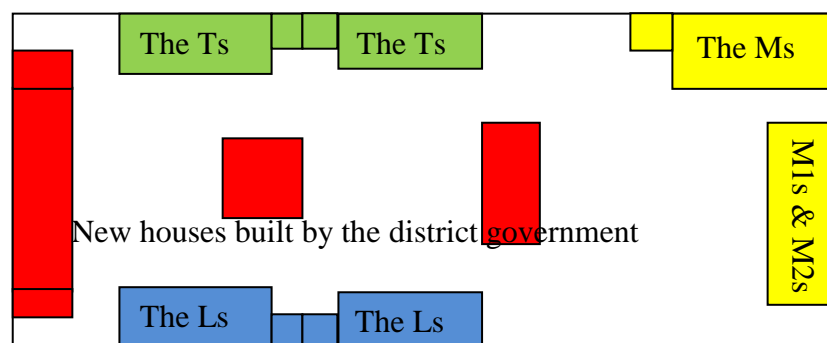 The Ts
The Ts
The Ms
M1s & M2s
New houses built by the district government
The Ls
The Ls